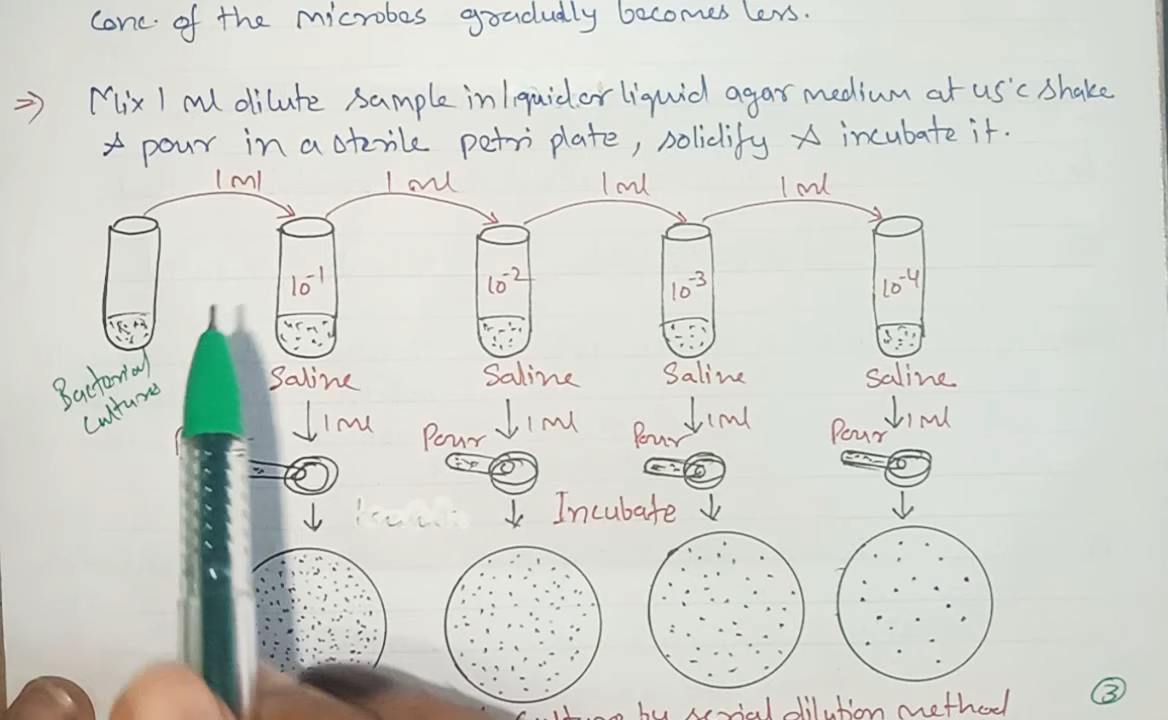 conc. of the microbes gradually becomes less.
=> Mix 1 ml dilute sample in liquid or liquid agar medium at 45°c shake
& pour in a sterile petri plate, solidify & incubate it.
1 ml 1 ml 1 ml 1 ml
10-1 10-2 10-3 10-4
Bacterial
culture
Saline Saline Saline Saline
1 ml 1 ml 1 ml 1 ml
Pour Pour Pour
Incubate
by serial dilution method
3